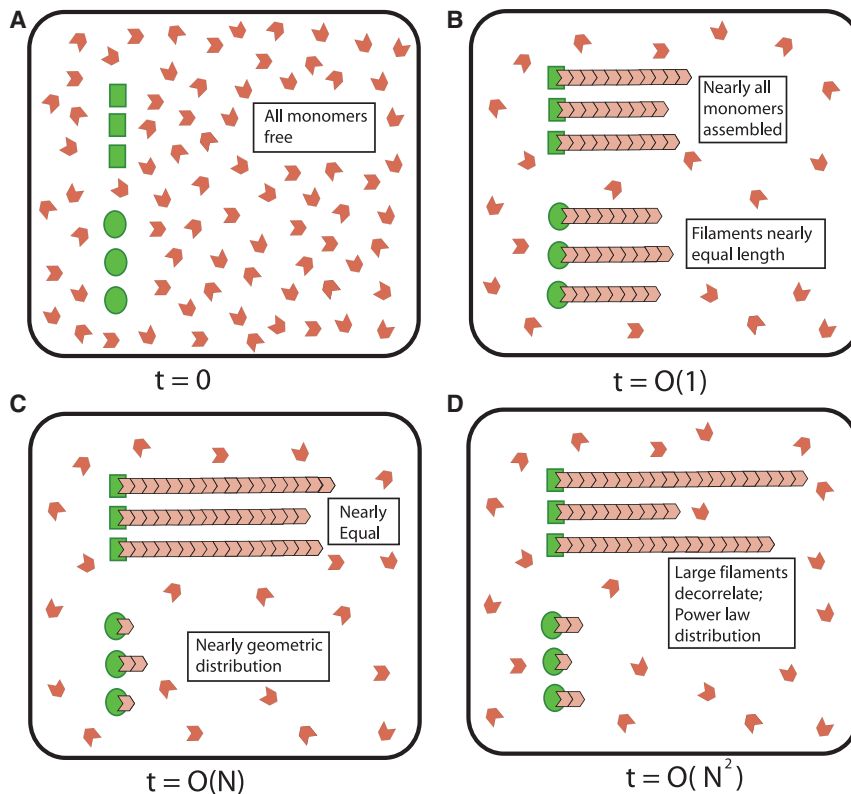 A
All monomers
free
t = 0
B
Nearly all
monomers
assembled
Filaments nearly
equal length
t = O(1)
C
Nearly
Equal
Nearly geometric
distribution
t = O(N)
D
Large filaments
decorrelate;
Power law
distribution
t = O( N²)